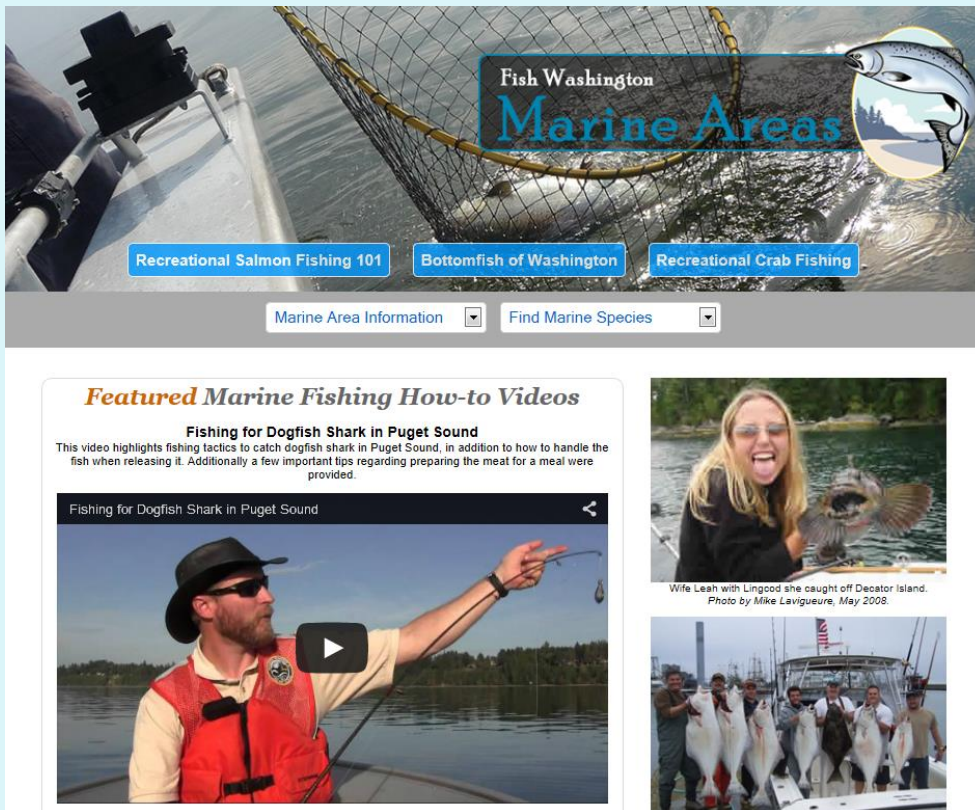 Fish Washington
Marine Areas
Recreational Salmon Fishing 101
Bottomfish of Washington
Recreational Crab Fishing
Marine Area Information
Find Marine Species
Featured Marine Fishing How-to Videos
Fishing for Dogfish Shark in Puget Sound
This video highlights fishing tactics to catch dogfish shark in Puget Sound, in addition to how to handle the
fish when releasing it. Additionally a few important tips regarding preparing the meat for a meal were
provided.
Fishing for Dogfish Shark in Puget Sound
Wife Leah with Lingcod she caught off Decator Island.
Photo by Mike Lavigueure, May 2008.